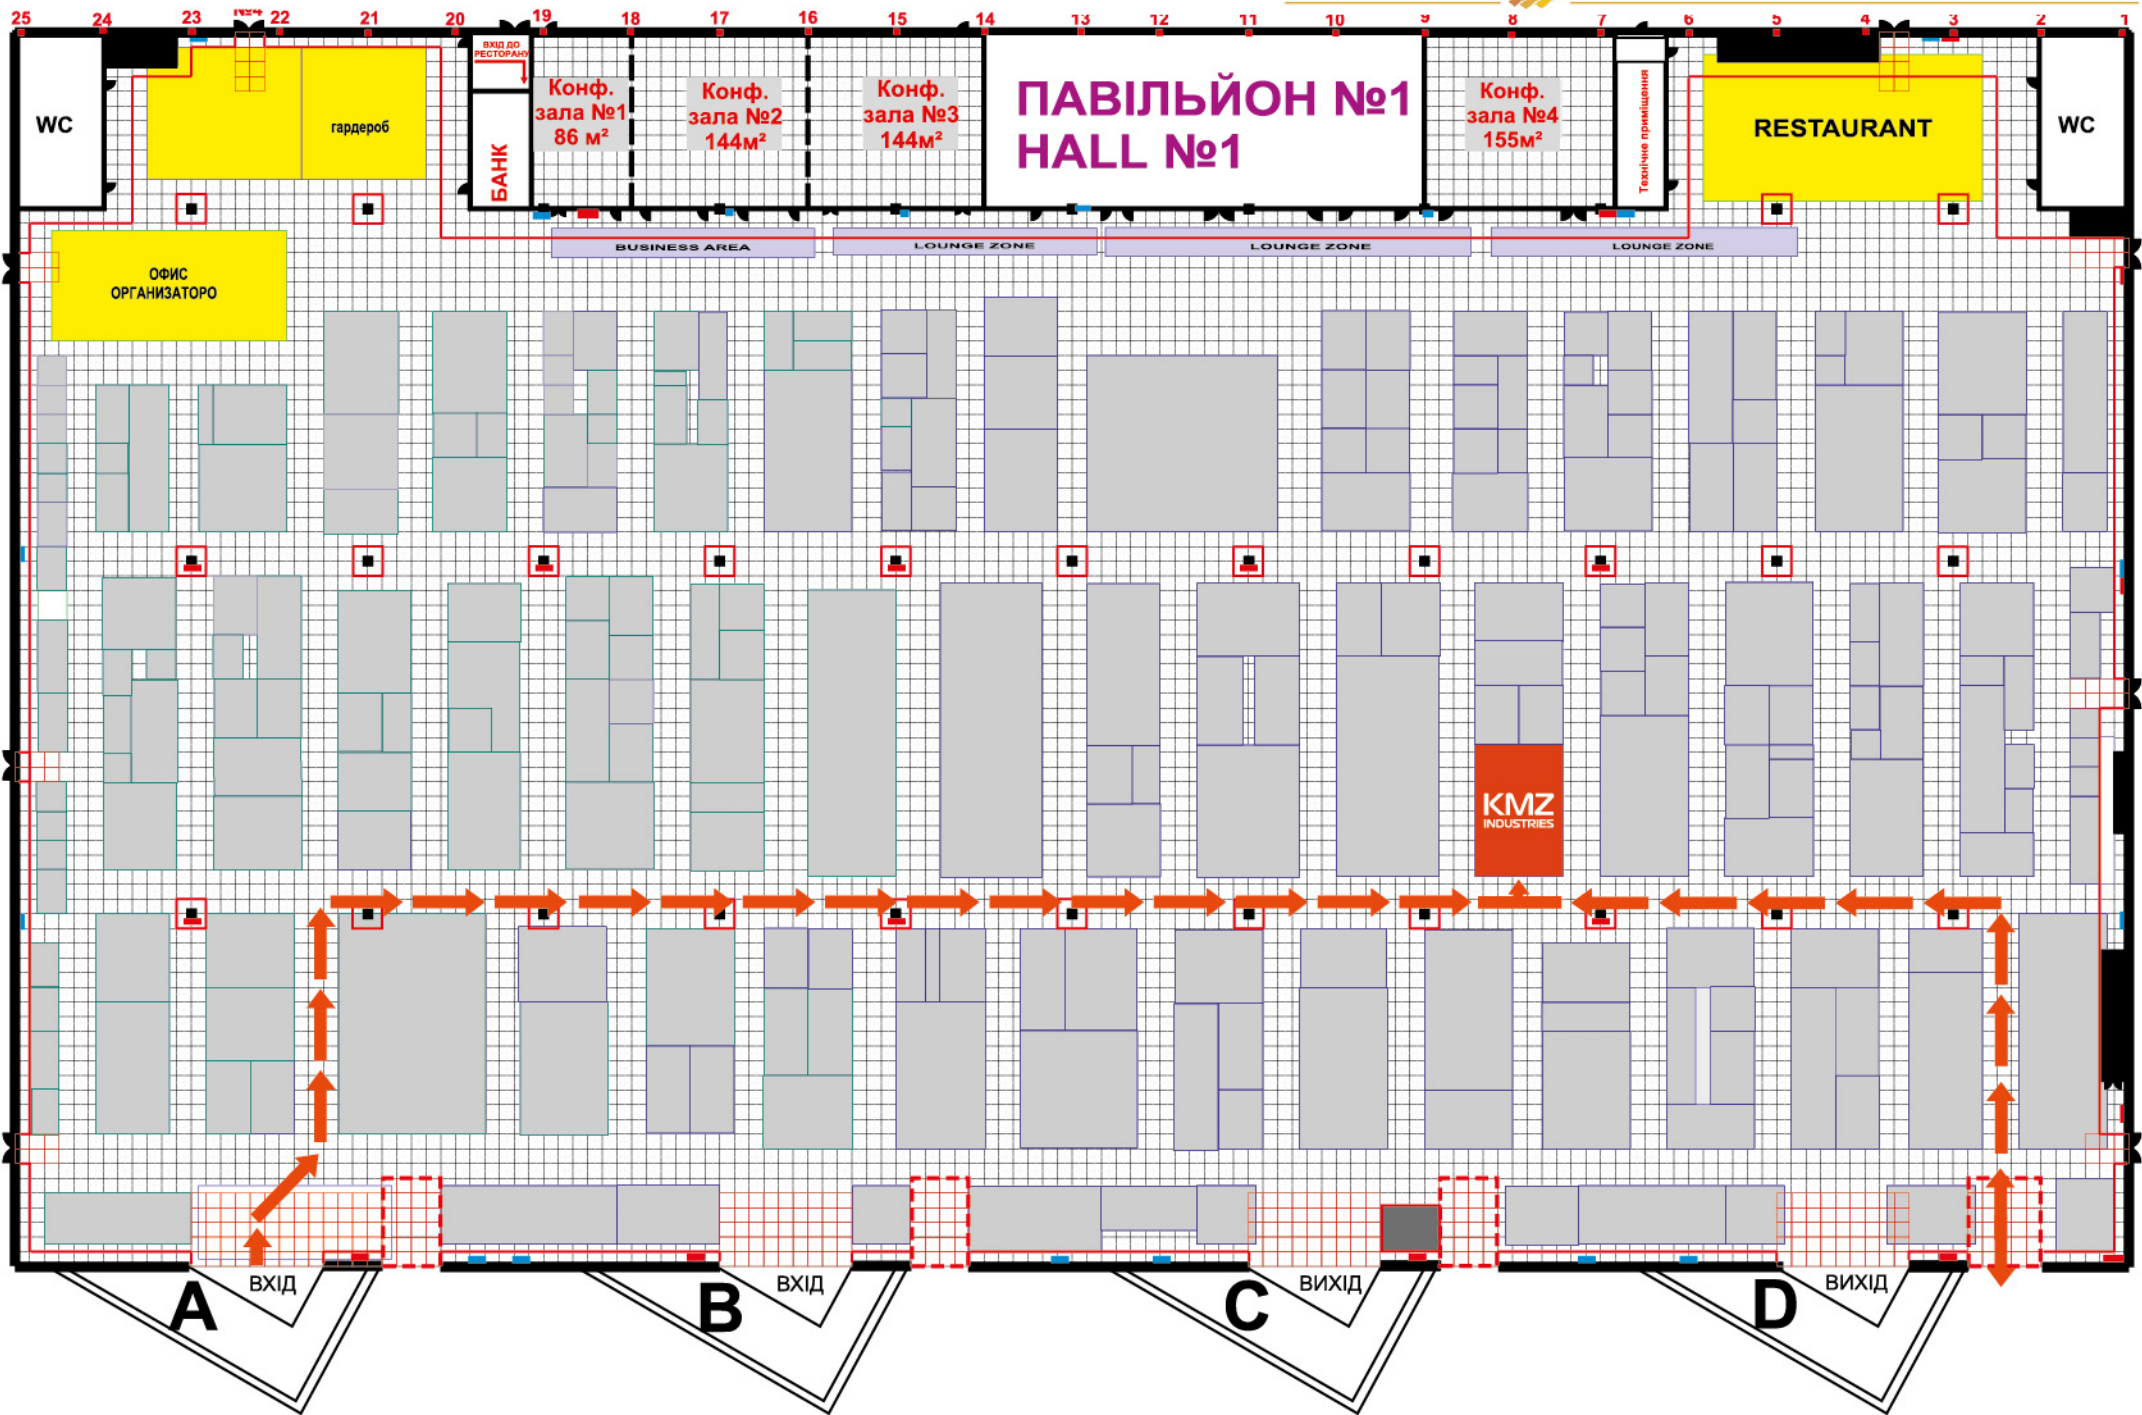 25 24 23 №4 22 21 20 19 18 17 16 15 14 13 12 11 10 9 8 7 6 5 4 3 2 1
WC
гардероб
ВХІД ДО
РЕСТОРАНУ
БАНК
Конф.
зала №1
86 м²
Конф.
зала №2
144м²
Конф.
зала №3
144м²
ПАВІЛЬЙОН №1
HALL №1
Конф.
зала №4
155м²
Технічне приміщення
RESTAURANT
WC
BUSINESS AREA
LOUNGE ZONE
LOUNGE ZONE
LOUNGE ZONE
ОФИС
ОРГАНИЗАТОРО
KMZ
INDUSTRIES
A
ВХІД
B
ВХІД
C
ВИХІД
D
ВИХІД